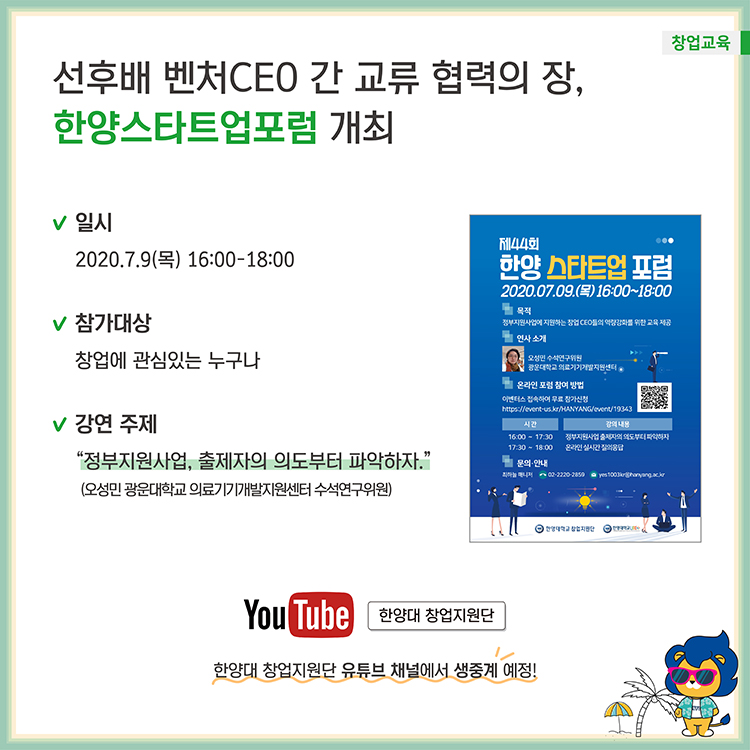 창업교육
선후배 벤처CEO 간 교류 협력의 장,
한양스타트업포럼 개최
일시
2020.7.9(목) 16:00-18:00
참가대상
창업에 관심있는 누구나
강연 주제
“정부지원사업, 출제자의 의도부터 파악하자.”
(오성민 광운대학교 의료기기개발지원센터 수석연구위원)
제44회
한양 스타트업 포럼
2020.07.09.(목) 16:00~18:00
목적
정부지원사업에 지원하는 창업 CEO들의 역량강화를 위한 교육 제공
연사 소개
오성민 수석연구위원
광운대학교 의료기기개발지원센터
온라인 포럼 참여 방법
이벤터스 접속하여 무료 참가신청
https://event-us.kr/HANYANG/event/19343
시 간 강의 내용
16:00 - 17:30 정부지원사업 출제자의 의도부터 파악하자
17:30 - 18:00 온라인 실시간 질의응답
문의·안내
최하늘 매니저 02-2220-2859 yes1003kr@hanyang.ac.kr
한양대학교 창업지원단
YouTube 한양대 창업지원단
한양대 창업지원단 유튜브 채널에서 생중계 예정!